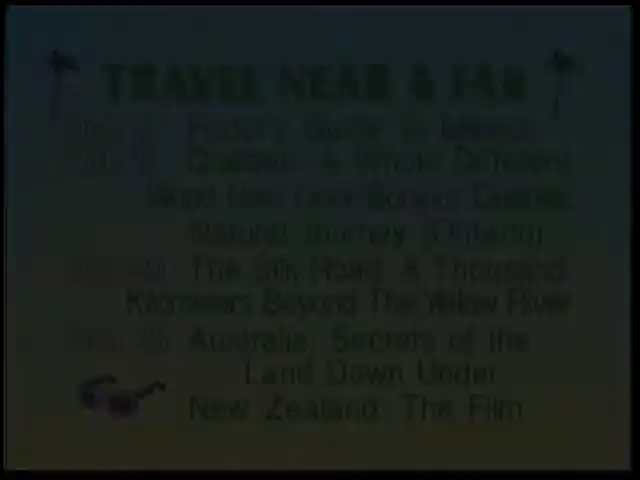 TRAVEL NEAR & FAR
Fodor's Guide To Mexico
Quebec: A Whole Different
World Next Door Bonjour Quebec
Natural Journey (Ontario)
The Silk Road: A Thousand
Kilometers Beyond The Yellow River
Australia: Secrets of the
Land Down Under
New Zealand: The Film